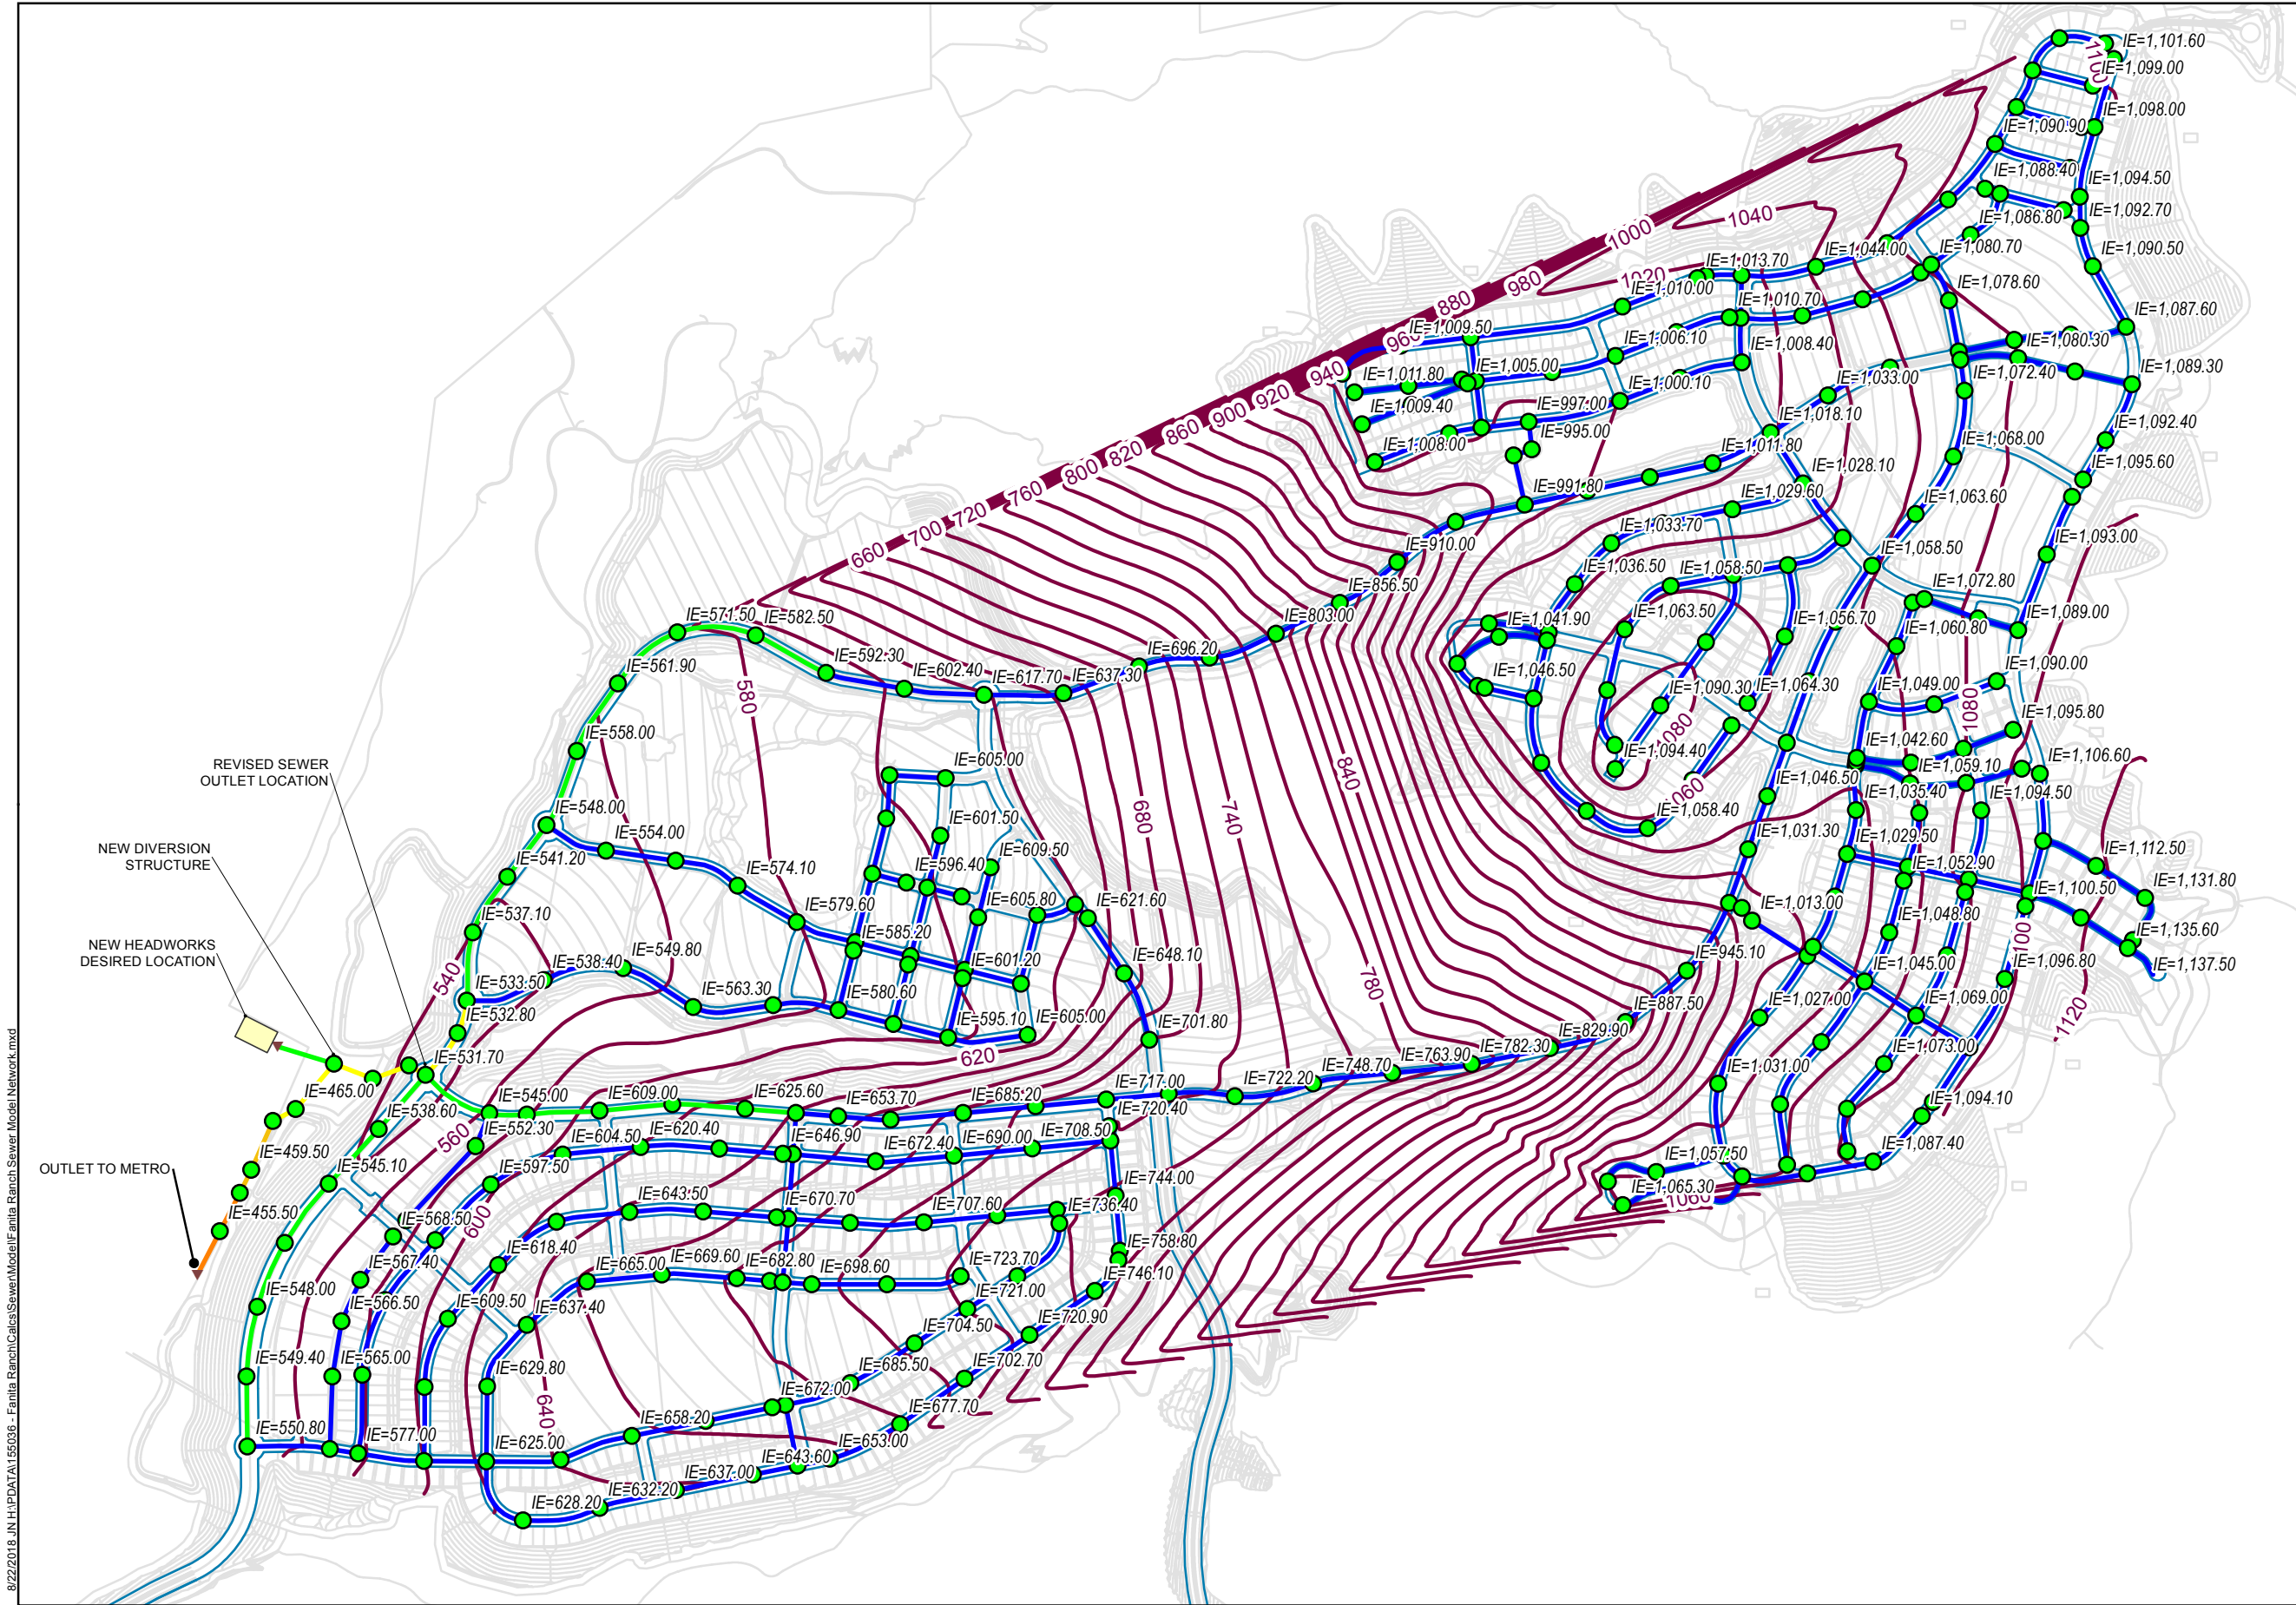 IE=1,101.60
1100
IE=1,099.00
IE=1,098.00
IE=1,090.90
IE=1,088.40
IE=1,094.50
IE=1,092.70
IE=1,086.80
1040
1000
IE=1,044.00
IE=1,080.70
IE=1,090.50
IE=1,013.70
1020
980
IE=1,010.00
IE=1,078.60
880
IE=1,010.70
IE=1,087.60
IE=1,009.50
960
IE=1,006.10
IE=1,008.40
IE=1,080.30
IE=1,011.80
IE=1,005.00
940
IE=1,000.10
IE=1,033.00
IE=1,072.40
IE=1,089.30
920
900
IE=1,009.40
IE=997.00
IE=1,018.10
860
IE=1,008.00
IE=995.00
IE=1,011.80
IE=1,068.00
IE=1,092.40
820
800
IE=1,028.10
IE=1,095.60
760
IE=991.80
IE=1,029.60
IE=1,063.60
720
700
IE=1,033.70
IE=1,093.00
660
IE=910.00
IE=1,036.50
IE=1,058.50
IE=1,058.50
IE=856.50
IE=1,072.80
IE=571.50
IE=582.50
IE=803.00
IE=1,041.90
IE=1,063.50
IE=1,056.70
IE=1,060.80
IE=1,089.00
IE=561.90
IE=592.30
IE=602.40
IE=617.70
IE=637.30
IE=696.20
IE=1,046.50
IE=1,090.30
IE=1,064.30
IE=1,049.00
IE=1,090.00
580
1080
1080
IE=558.00
IE=1,094.40
IE=1,042.60
IE=1,095.80
REVISED SEWER
OUTLET LOCATION
IE=605.00
840
1060
IE=1,046.50
IE=1,059.10
IE=1,106.60
IE=548.00
IE=554.00
IE=601.50
680
740
IE=1,058.40
IE=1,035.40
IE=1,094.50
NEW DIVERSION
STRUCTURE
IE=541.20
IE=574.10
IE=596.40
IE=609.50
IE=1,031.30
IE=1,029.50
IE=1,052.90
IE=1,112.50
IE=537.10
IE=579.60
IE=605.80
IE=621.60
IE=1,013.00
IE=1,100.50
IE=1,131.80
NEW HEADWORKS
DESIRED LOCATION
IE=585.20
IE=1,048.80
1100
IE=1,135.60
540
IE=533.50
IE=538.40
IE=549.80
IE=601.20
IE=648.10
IE=945.10
IE=1,045.00
IE=1,096.80
IE=1,137.50
IE=532.80
IE=563.30
IE=580.60
IE=595.10
IE=605.00
IE=701.80
780
IE=887.50
IE=1,027.00
IE=1,069.00
1120
620
IE=829.90
IE=531.70
IE=782.30
IE=1,073.00
IE=465.00
IE=545.00
IE=609.00
IE=625.60
IE=653.70
IE=685.20
IE=717.00
IE=722.20
IE=748.70
IE=763.90
IE=1,031.00
IE=538.60
560
IE=552.30
IE=604.50
IE=620.40
IE=646.90
IE=672.40
IE=690.00
IE=708.50
IE=720.40
IE=1,094.10
IE=459.50
OUTLET TO METRO
IE=545.10
IE=597.50
IE=1,057.50
IE=1,087.40
IE=455.50
IE=568.50
600
IE=643.50
IE=670.70
IE=707.60
IE=736.40
IE=744.00
IE=1,065.30
1060
IE=567.40
IE=618.40
IE=665.00
IE=669.60
IE=682.80
IE=698.60
IE=723.70
IE=758.80
IE=548.00
IE=566.50
IE=609.50
IE=637.40
IE=721.00
IE=746.10
IE=704.50
IE=720.90
IE=549.40
IE=565.00
IE=629.80
IE=685.50
IE=702.70
640
IE=672.00
IE=677.70
IE=550.80
IE=577.00
IE=625.00
IE=658.20
IE=653.00
IE=643.60
IE=637.00
IE=632.20
IE=628.20
8/22/2018 JN H:\PDATA\155036 - Fanita Ranch\Calcs\Sewer\Model\Fanita Ranch Sewer Model Network.mxd